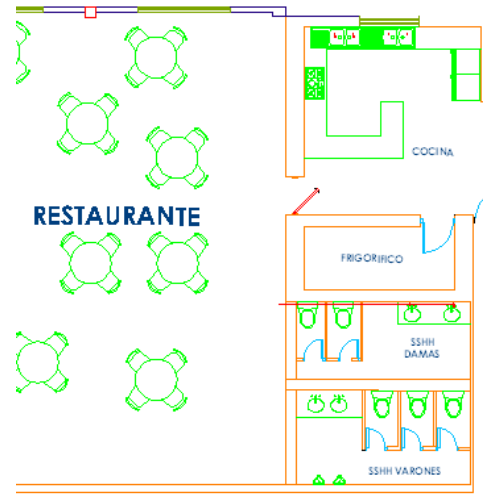 COCINA
RESTAURANTE
FRIGORIFICO
SSHH
DAMAS
SSHH VARONES